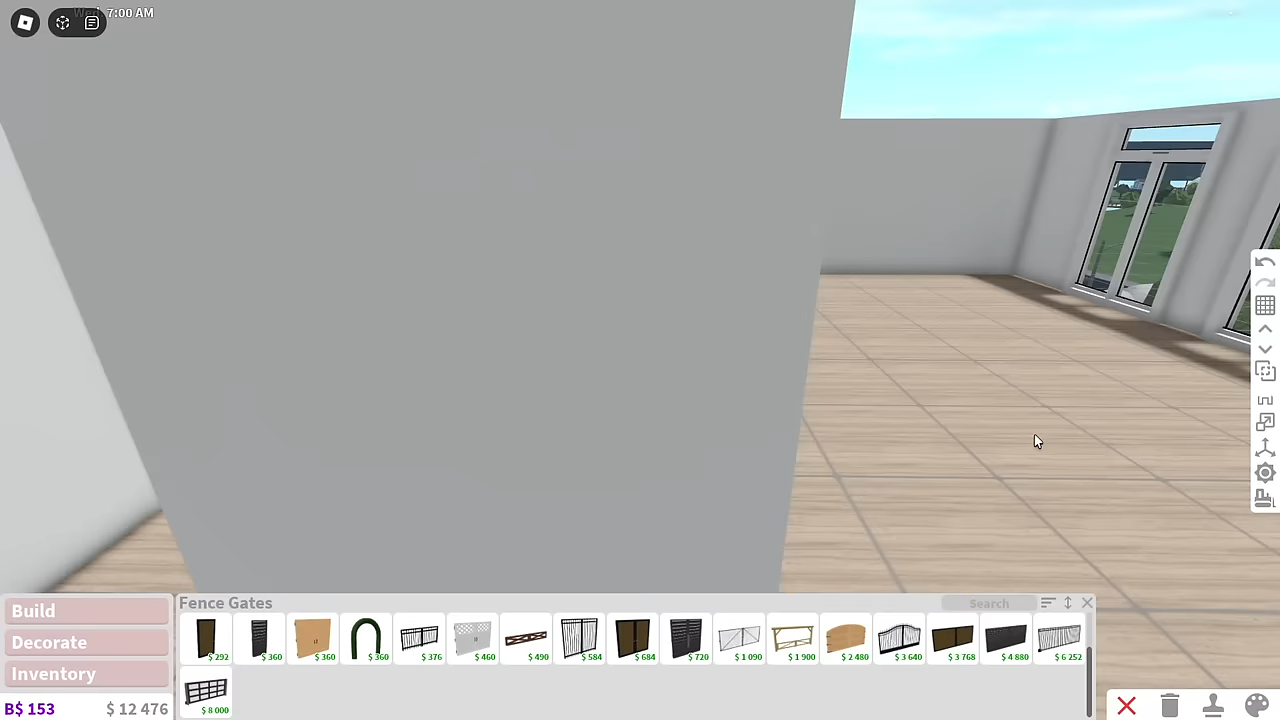 Wed, 7:00 AM
Build
Decorate
Inventory
B$ 153
$ 12 476
Fence Gates
Search
$ 292
$ 360
$ 360
$ 360
$ 376
$ 460
$ 490
$ 584
$ 684
$ 720
$ 1 090
$ 1 900
$ 2 480
$ 3 640
$ 3 768
$ 4 880
$ 6 252
$ 8 000